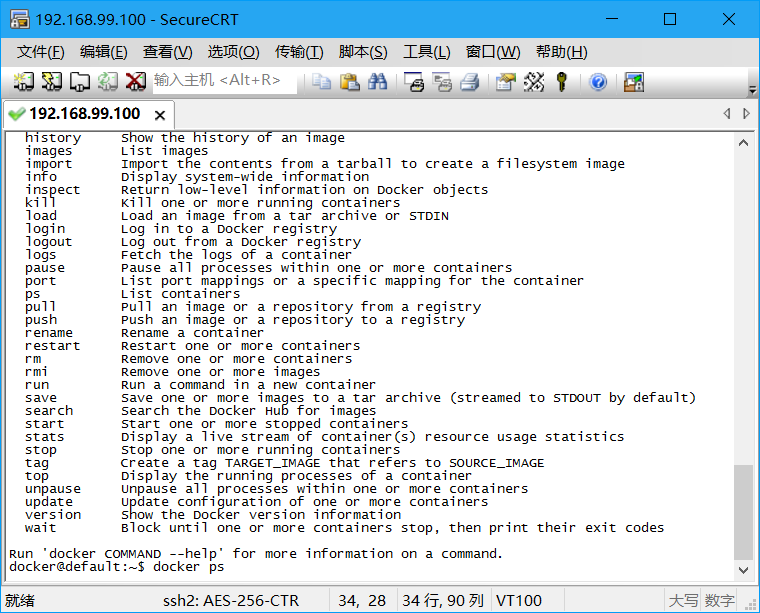 192.168.99.100 - SecureCRT
文件(F) 编辑(E) 查看(V) 选项(O) 传输(T) 脚本(S) 工具(L) 窗口(W) 帮助(H)
输入主机 <Alt+R>
192.168.99.100
history Show the history of an image
images List images
import Import the contents from a tarball to create a filesystem image
info Display system-wide information
inspect Return low-level information on Docker objects
kill Kill one or more running containers
load Load an image from a tar archive or STDIN
login Log in to a Docker registry
logout Log out from a Docker registry
logs Fetch the logs of a container
pause Pause all processes within one or more containers
port List port mappings or a specific mapping for the container
ps List containers
pull Pull an image or a repository from a registry
push Push an image or a repository to a registry
rename Rename a container
restart Restart one or more containers
rm Remove one or more containers
rmi Remove one or more images
run Run a command in a new container
save Save one or more images to a tar archive (streamed to STDOUT by default)
search Search the Docker Hub for images
start Start one or more stopped containers
stats Display a live stream of container(s) resource usage statistics
stop Stop one or more running containers
tag Create a tag TARGET_IMAGE that refers to SOURCE_IMAGE
top Display the running processes of a container
unpause Unpause all processes within one or more containers
update Update configuration of one or more containers
version Show the Docker version information
wait Block until one or more containers stop, then print their exit codes
Run 'docker COMMAND --help' for more information on a command.
docker@default:~$ docker ps
就绪 ssh2: AES-256-CTR 34, 28 34 行, 90 列 VT100 大写 数字